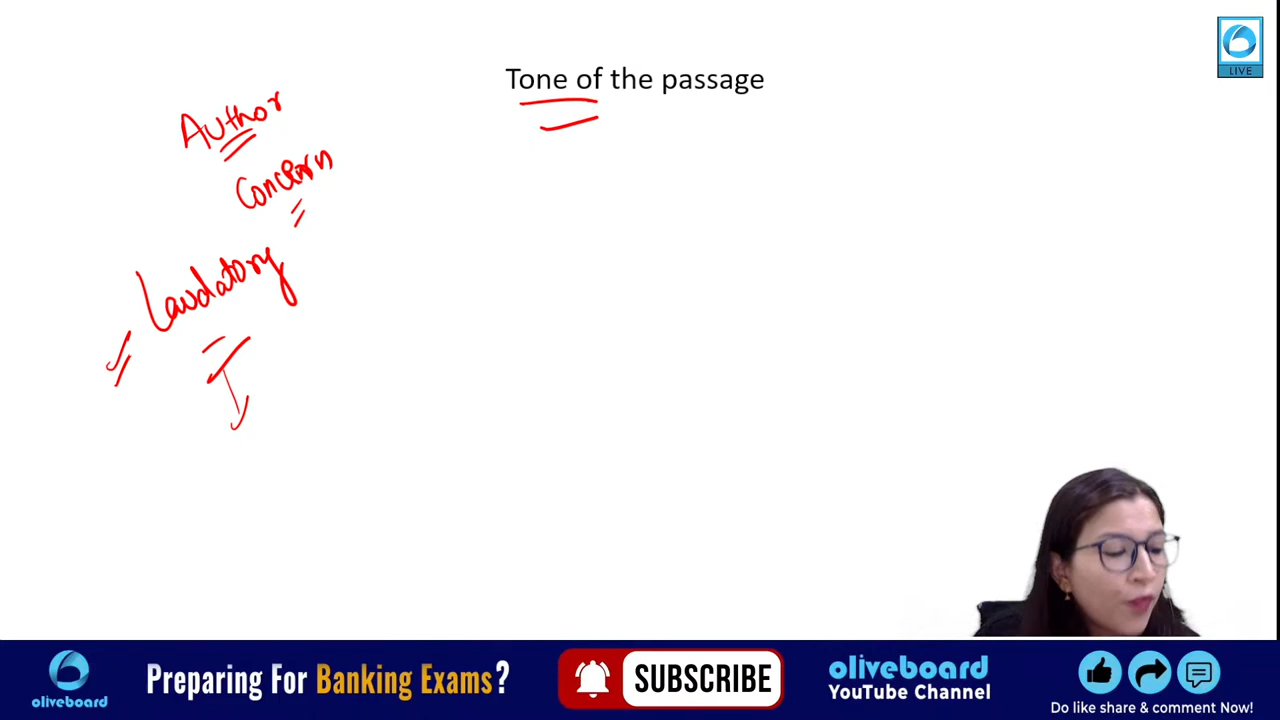 LIVE
Tone of the passage
Author
Concern
Laudatory
Preparing For Banking Exams?
SUBSCRIBE
oliveboard
YouTube Channel
oliveboard
Do like share & comment Now!